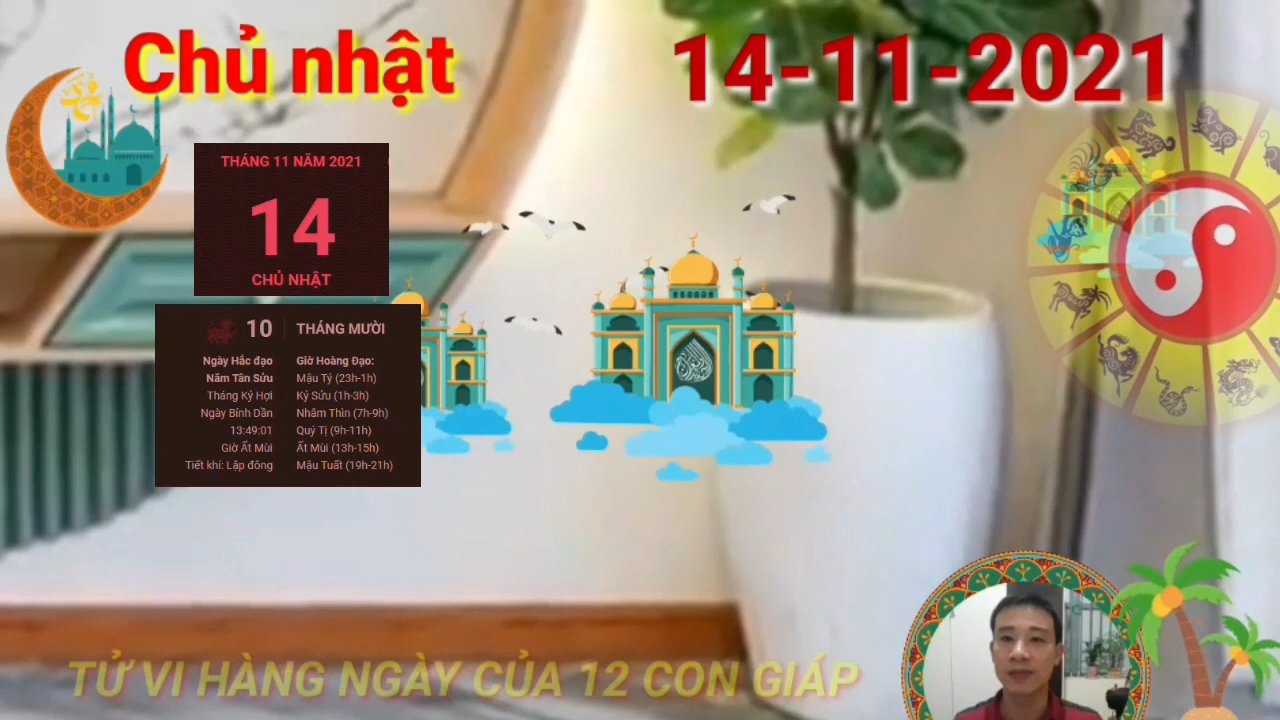 Chủ nhật
14-11-2021
THÁNG 11 NĂM 2021
14
CHỦ NHẬT
10 THÁNG MƯỜI
Ngày Hắc đạo Giờ Hoàng Đạo:
Năm Tân Sửu Mậu Tý (23h-1h)
Tháng Kỷ Hợi Kỷ Sửu (1h-3h)
Ngày Bính Dần Nhâm Thìn (7h-9h)
13:49:01 Quý Tị (9h-11h)
Giờ Ất Mùi Ất Mùi (13h-15h)
Tiết khí: Lập đông Mậu Tuất (19h-21h)
TỬ VI HÀNG NGÀY CỦA 12 CON GIÁP